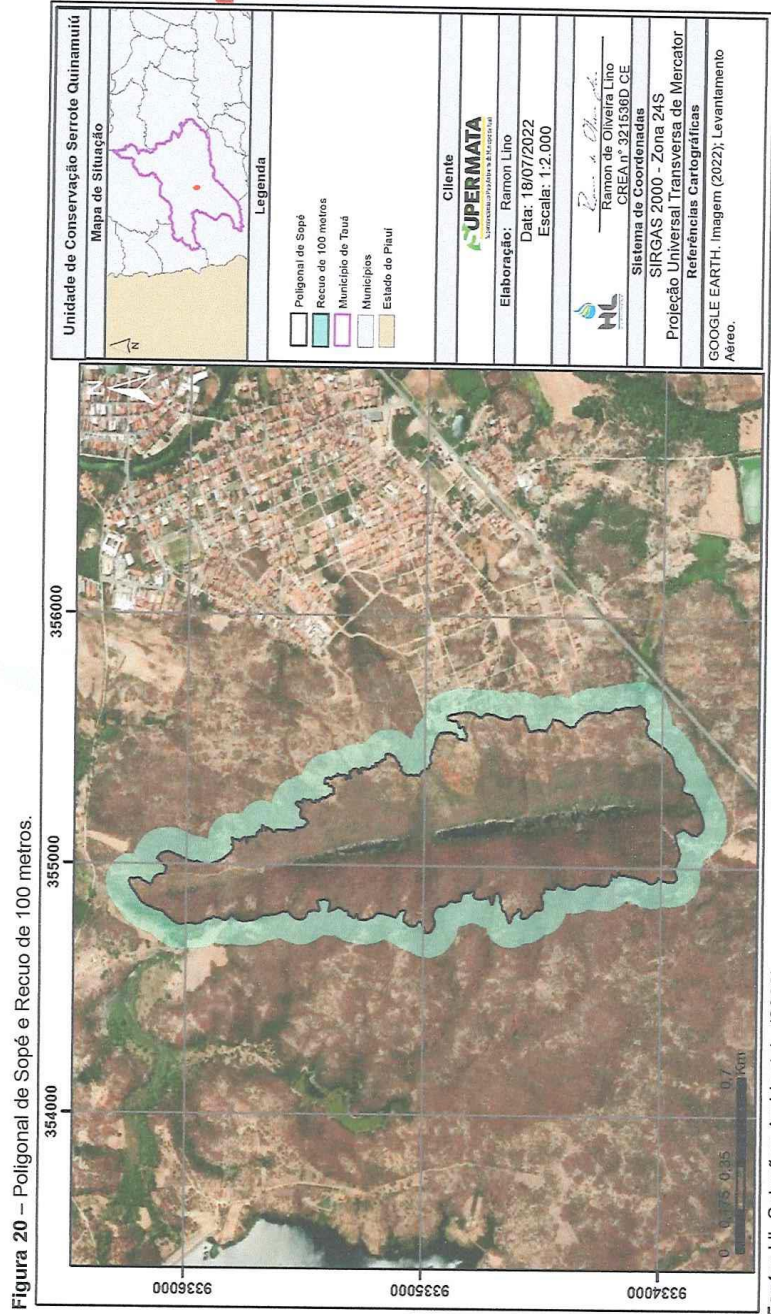 Figura 20 – Poligonal de Sopé e Recuo de 100 metros.
354000
355000
356000
9336000
9335000
9334000
N
0 0,175 0,35 0,7
Km
Unidade de Conservação Serrote Quinamuiú
Mapa de Situação
N
Legenda
Poligonal de Sopé
Recuo de 100 metros
Município de Tauá
Municípios
Estado do Piauí
Cliente
SUPERMATA
Elaboração: Ramon Lino
Data: 18/07/2022
Escala: 1:2.000
HL
Ramon de Oliveira Lino
CREA nº 321536D CE
Sistema de Coordenadas
SIRGAS 2000 - Zona 24S
Projeção Universal Transversa de Mercator
Referências Cartográficas
GOOGLE EARTH. Imagem (2022); Levantamento
Aéreo.